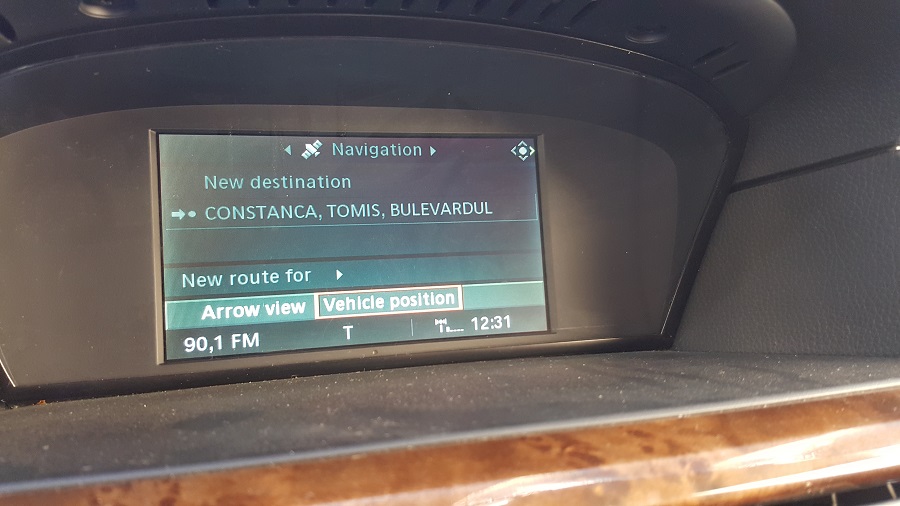 Navigation
New destination
CONSTANCA, TOMIS, BULEVARDUL
New route for
Arrow view Vehicle position
90,1 FM T T 12:31